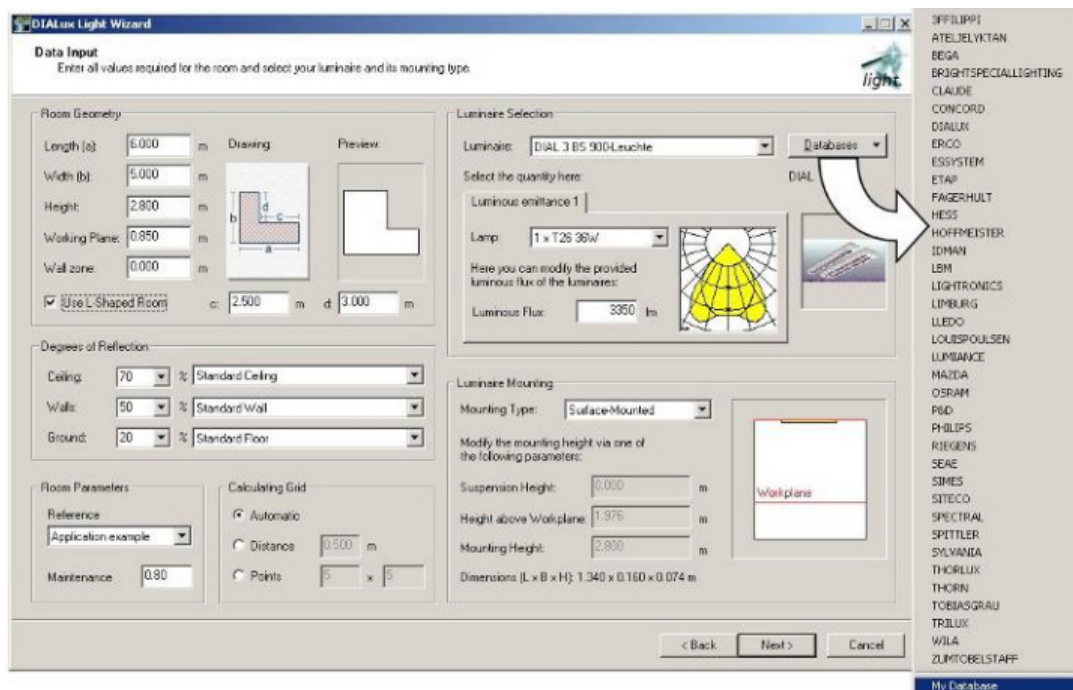 DIALux Light Wizard
Data Input
Enter all values required for the room and select your luminaire and its mounting type.
light.
Room Geometry
Length (a): 6.000 m Drawing: Preview:
Width (b): 5.000 m
Height: 2.800 m
Working Plane: 0.850 m
Wall zone: 0.000 m
b d c a
Use L-Shaped Room c: 2.500 m d: 3.000 m
Degrees of Reflection
Ceiling: 70 % Standard Ceiling
Walls: 50 % Standard Wall
Ground: 20 % Standard Floor
Room Parameters
Reference
Application example
Maintenance 0.80
Calculating Grid
Automatic
Distance 0.500 m
Points 5 x 5
Luminaire Selection
Luminaire: DIAL 3 BS 900-Leuchte Databases
Select the quantity here: DIAL
Luminous emittance 1
Lamp: 1 x T26 36W
Here you can modify the provided
luminous flux of the luminaires:
Luminous Flux: 3350 lm
Luminaire Mounting
Mounting Type: Surface-Mounted
Modify the mounting height via one of
the following parameters:
Suspension Height: 0.000 m
Height above Workplane: 1.976 m
Mounting Height: 2.800 m
Dimensions (L x B x H): 1.340 x 0.160 x 0.074 m
Workplane
< Back Next > Cancel
3FFILIPPI
ATELJELYKTAN
BEGA
BRIGHTSPECIALLIGHTING
CLAUDE
CONCORD
DIALUX
ERCO
ESSYSTEM
ETAP
FAGERHULT
HESS
HOFFMEISTER
IDMAN
LBM
LIGHTRONICS
LIMBURG
LLEDO
LOUISPOULSEN
LUMIANCE
MAZDA
OSRAM
P&D
PHILIPS
RIEGENS
SEAE
SIMES
SITECO
SPECTRAL
SPITTLER
SYLVANIA
THORLUX
THORN
TOBIASGRAU
TRILUX
WILA
ZUMTOBELSTAFF
My Database